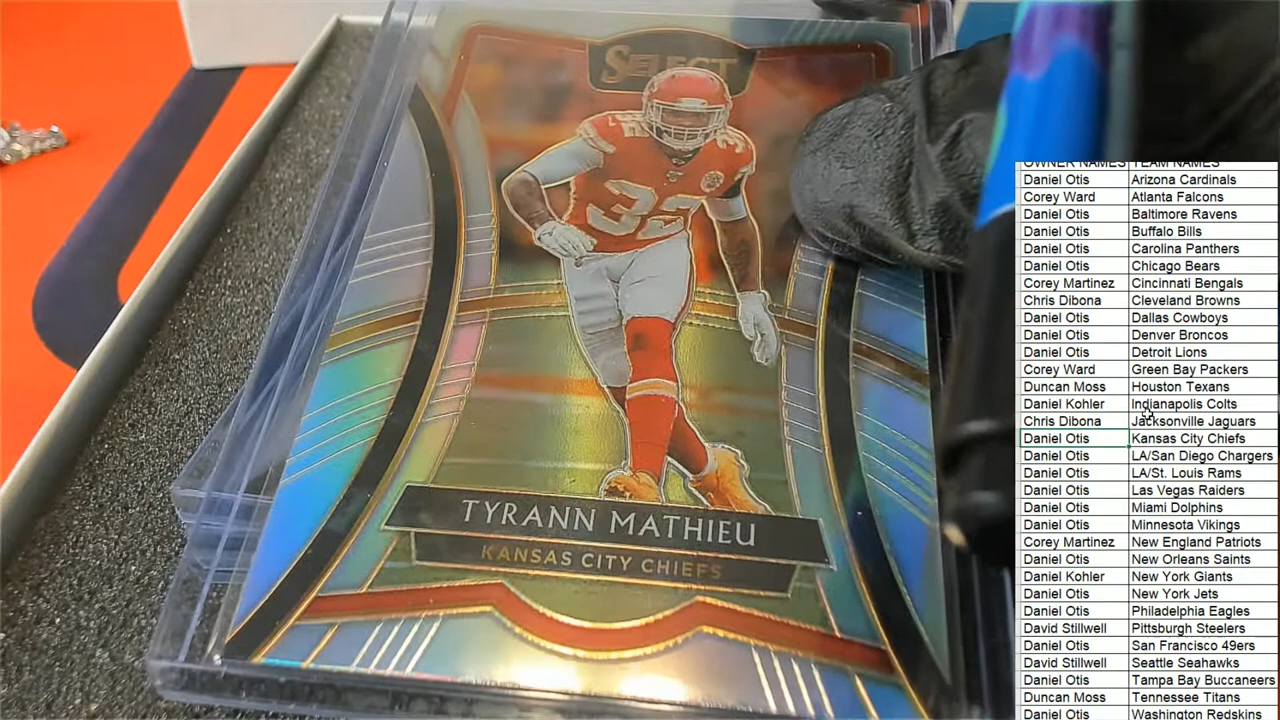 SELECT
32
32
TYRANN MATHIEU
KANSAS CITY CHIEFS
OWNER NAMES TEAM NAMES
Daniel Otis Arizona Cardinals
Corey Ward Atlanta Falcons
Daniel Otis Baltimore Ravens
Daniel Otis Buffalo Bills
Daniel Otis Carolina Panthers
Daniel Otis Chicago Bears
Corey Martinez Cincinnati Bengals
Chris Dibona Cleveland Browns
Daniel Otis Dallas Cowboys
Daniel Otis Denver Broncos
Daniel Otis Detroit Lions
Corey Ward Green Bay Packers
Duncan Moss Houston Texans
Daniel Kohler Indianapolis Colts
Chris Dibona Jacksonville Jaguars
Daniel Otis Kansas City Chiefs
Daniel Otis LA/San Diego Chargers
Daniel Otis LA/St. Louis Rams
Daniel Otis Las Vegas Raiders
Daniel Otis Miami Dolphins
Daniel Otis Minnesota Vikings
Corey Martinez New England Patriots
Daniel Otis New Orleans Saints
Daniel Kohler New York Giants
Daniel Otis New York Jets
Daniel Otis Philadelphia Eagles
David Stillwell Pittsburgh Steelers
Daniel Otis San Francisco 49ers
David Stillwell Seattle Seahawks
Daniel Otis Tampa Bay Buccaneers
Duncan Moss Tennessee Titans
Daniel Otis Washington Redskins